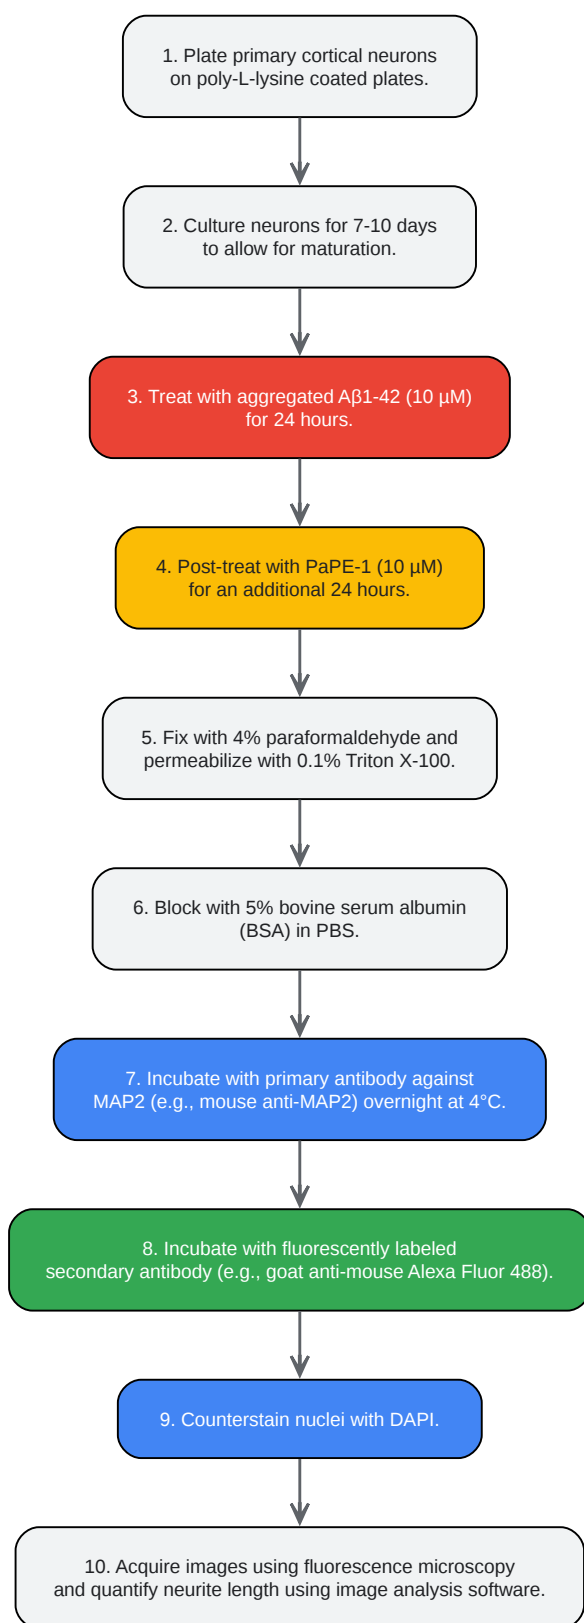 1. Plate primary cortical neurons
on poly-L-lysine coated plates.
2. Culture neurons for 7-10 days
to allow for maturation.
3. Treat with aggregated Aβ1-42 (10 µM)
for 24 hours.
4. Post-treat with PaPE-1 (10 µM)
for an additional 24 hours.
5. Fix with 4% paraformaldehyde and
permeabilize with 0.1% Triton X-100.
6. Block with 5% bovine serum albumin
(BSA) in PBS.
7. Incubate with primary antibody against
MAP2 (e.g., mouse anti-MAP2) overnight at 4°C.
8. Incubate with fluorescently labeled
secondary antibody (e.g., goat anti-mouse Alexa Fluor 488).
9. Counterstain nuclei with DAPI.
10. Acquire images using fluorescence microscopy
and quantify neurite length using image analysis software.